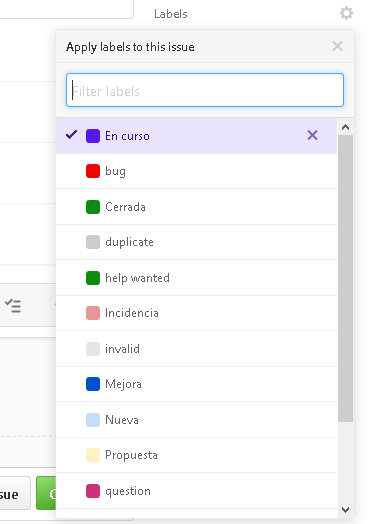 Labels
Apply labels to this issue
Filter labels
En curso
bug
Cerrada
duplicate
help wanted
Incidencia
invalid
Mejora
Nueva
Propuesta
question